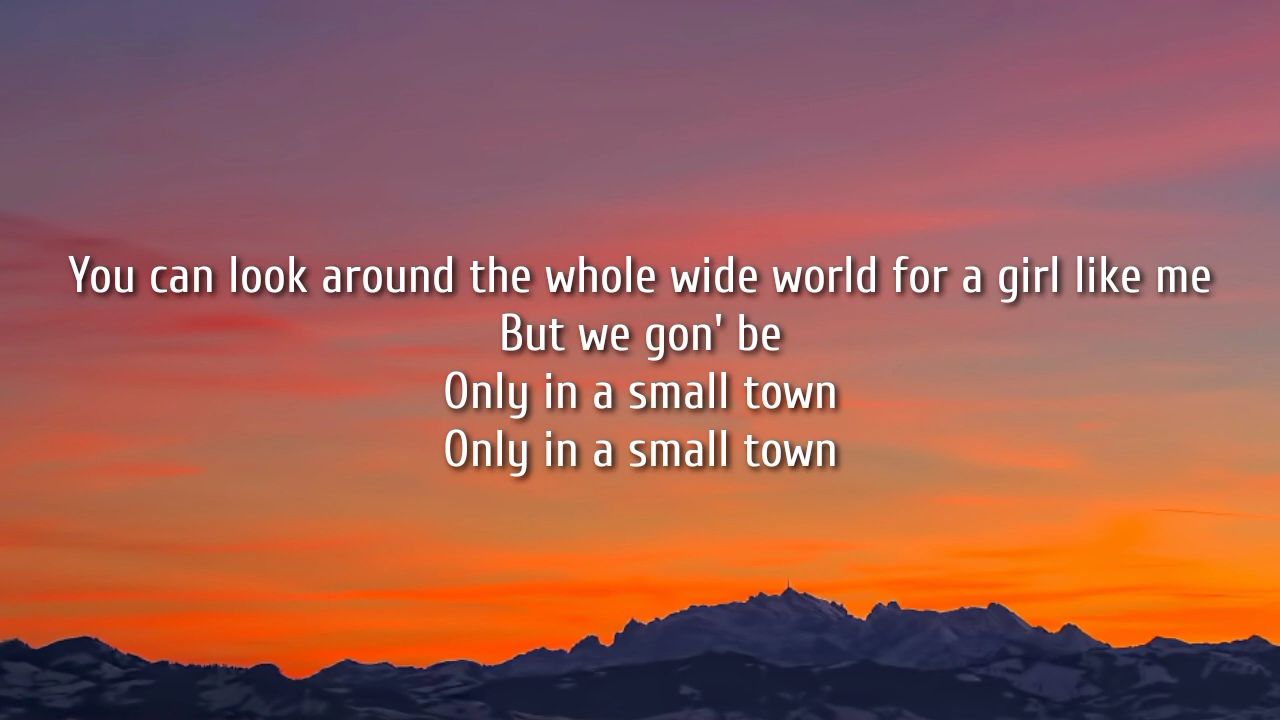 You can look around the whole wide world for a girl like me
But we gon' be
Only in a small town
Only in a small town